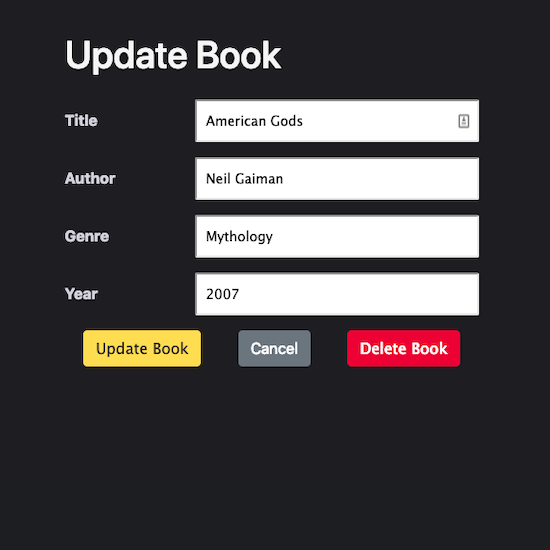 Update Book
Title American Gods
Author Neil Gaiman
Genre Mythology
Year 2007
Update Book Cancel Delete Book